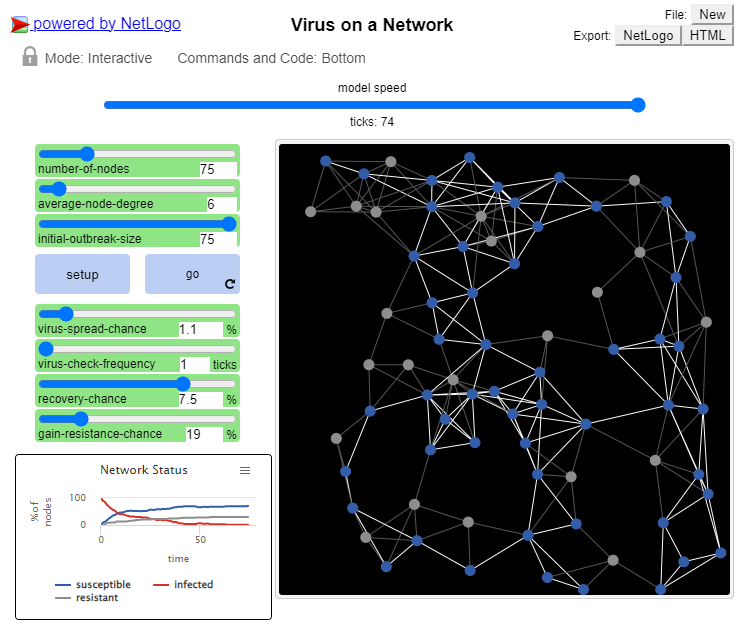 powered by NetLogo
Virus on a Network
File: New
Export: NetLogo HTML
Mode: Interactive Commands and Code: Bottom
model speed
ticks: 74
number-of-nodes 75
average-node-degree 6
initial-outbreak-size 75
setup go
virus-spread-chance 1.1 %
virus-check-frequency 1 ticks
recovery-chance 7.5 %
gain-resistance-chance 19 %
Network Status
% of
nodes
100
0
0 50
time
susceptible infected
resistant